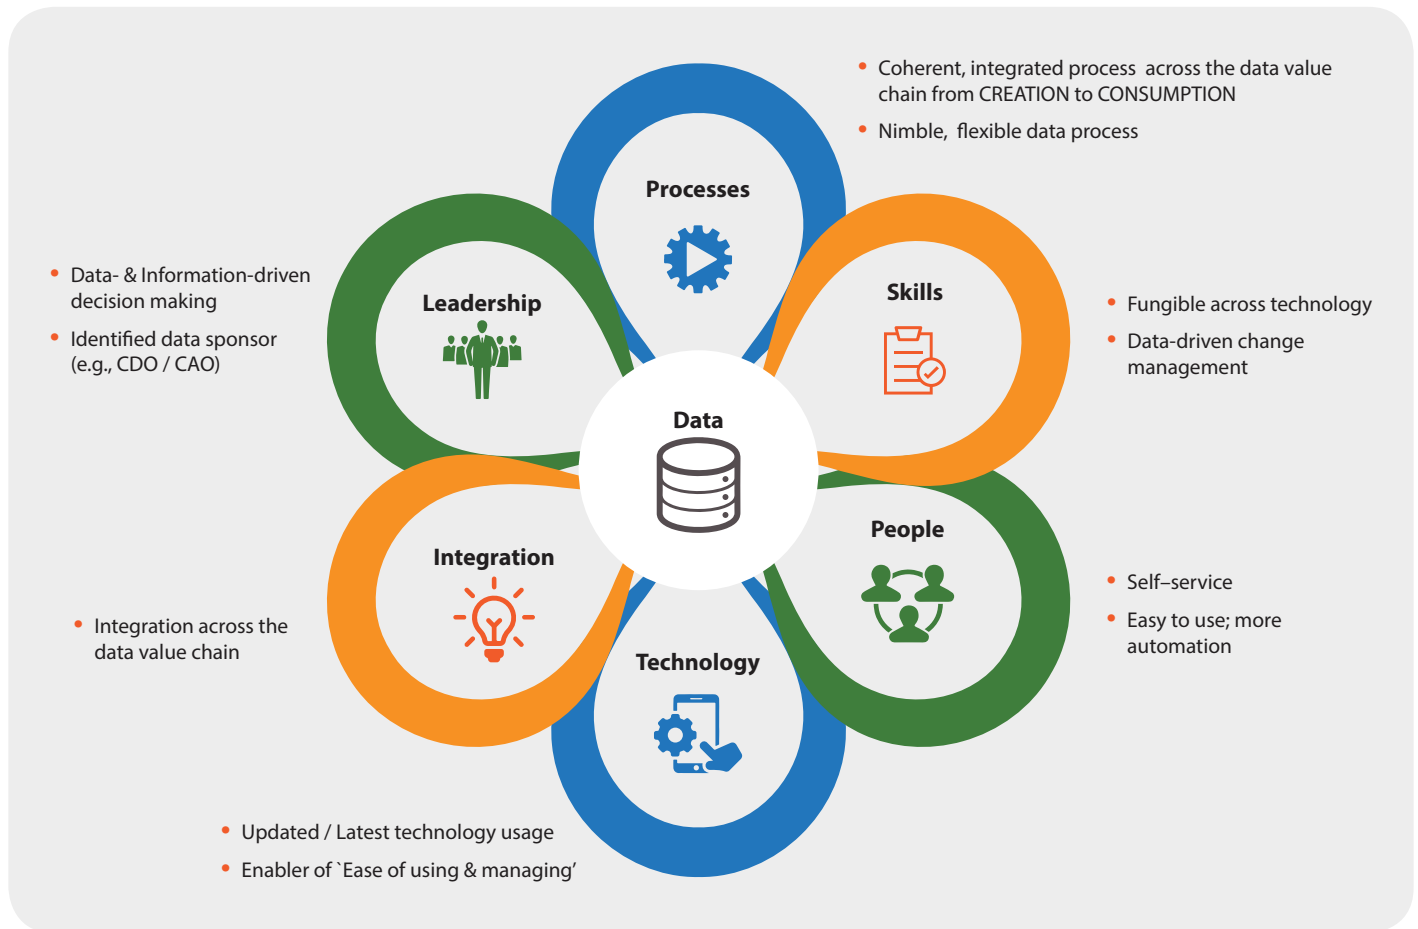 • Coherent, integrated process across the data value
chain from CREATION to CONSUMPTION
• Nimble, flexible data process
Processes
Skills
• Fungible across technology
• Data-driven change
management
Leadership
• Data- & Information-driven
decision making
• Identified data sponsor
(e.g., CDO / CAO)
Data
People
• Self–service
• Easy to use; more
automation
Integration
• Integration across the
data value chain
Technology
• Updated / Latest technology usage
• Enabler of `Ease of using & managing’